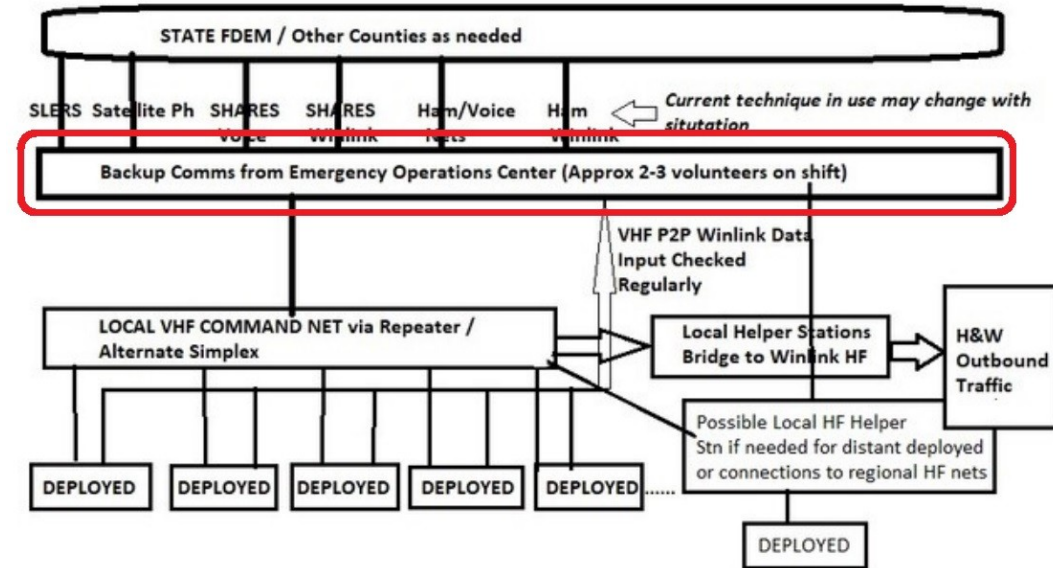 STATE FDEM / Other Counties as needed
SLERS Satellite Ph SHARES SHARES Ham/Voice Ham
Voice Winlink Nets Winlink
Current technique in use may change with
situtation
Backup Comms from Emergency Operations Center (Approx 2-3 volunteers on shift)
VHF P2P Winlink Data
Input Checked
Regularly
LOCAL VHF COMMAND NET via Repeater /
Alternate Simplex
Local Helper Stations
Bridge to Winlink HF
H&W
Outbound
Traffic
Possible Local HF Helper
Stn if needed for distant deployed
or connections to regional HF nets
DEPLOYED DEPLOYED DEPLOYED DEPLOYED DEPLOYED......
DEPLOYED